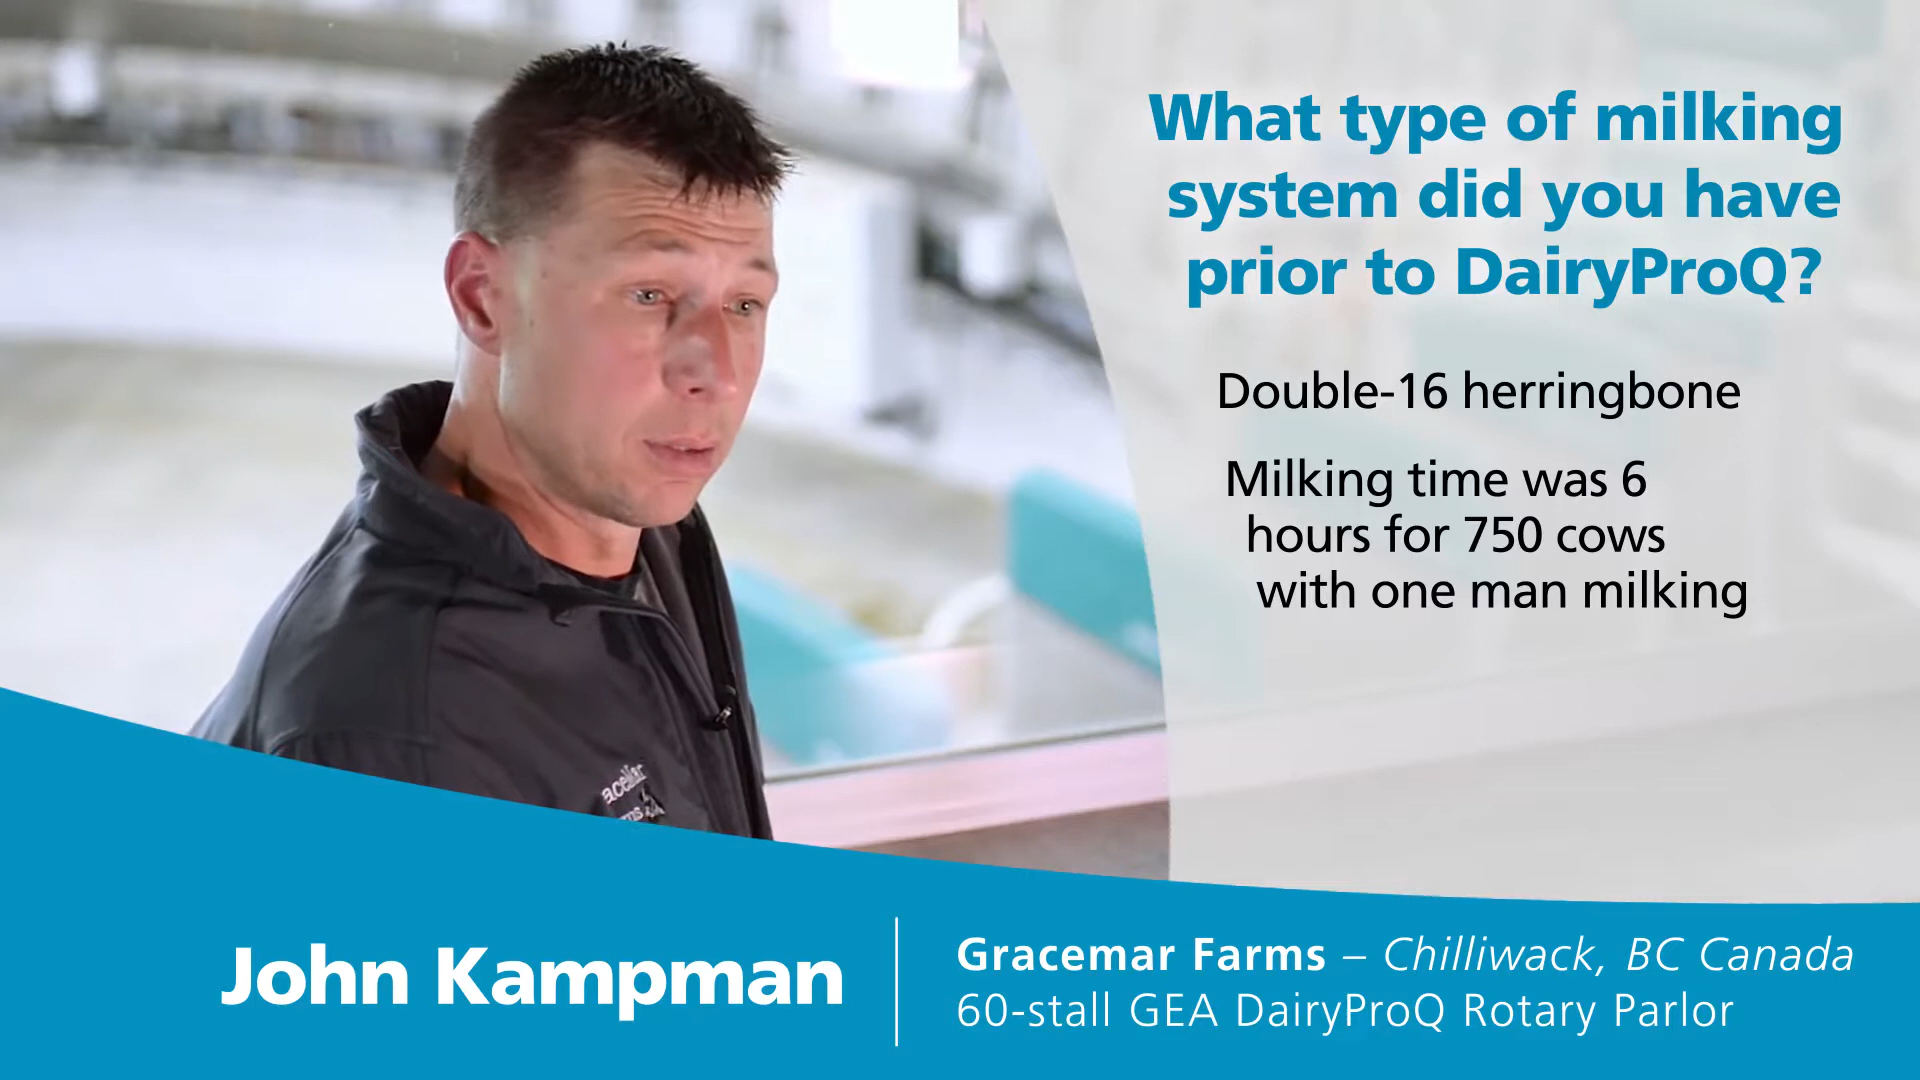 What type of milking
system did you have
prior to DairyProQ?
Double-16 herringbone
Milking time was 6
hours for 750 cows
with one man milking
John Kampman
Gracemar Farms – Chilliwack, BC Canada
60-stall GEA DairyProQ Rotary Parlor